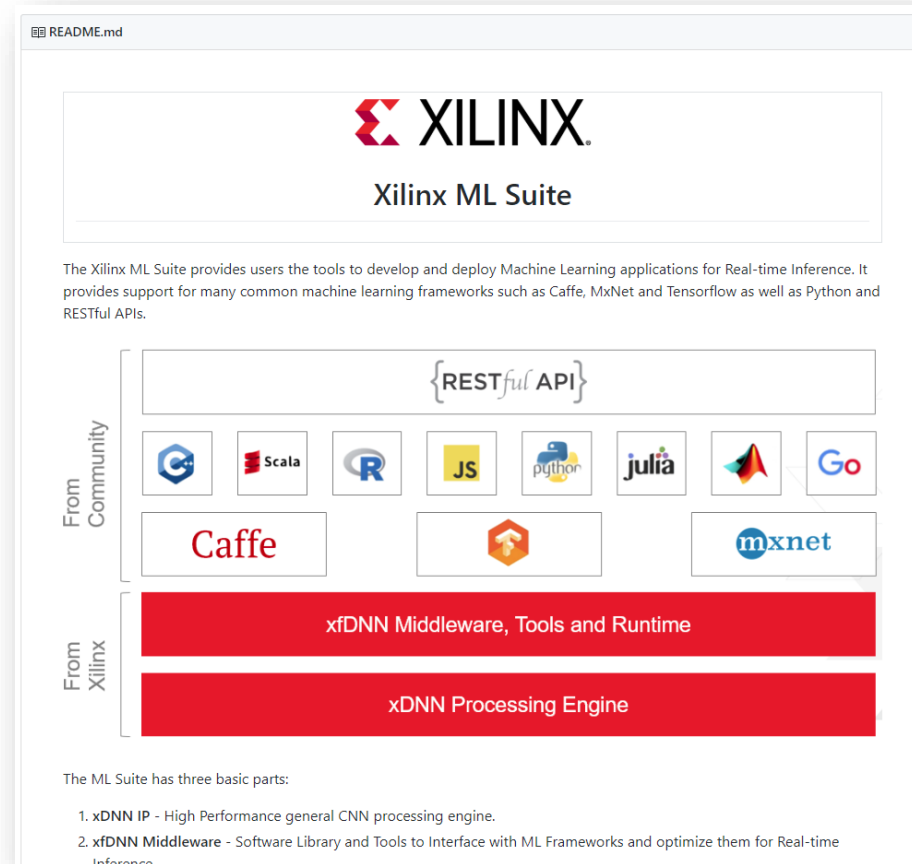 README.md
XILINX.
Xilinx ML Suite
The Xilinx ML Suite provides users the tools to develop and deploy Machine Learning applications for Real-time Inference. It
provides support for many common machine learning frameworks such as Caffe, MxNet and Tensorflow as well as Python and
RESTful APIs.
From Community
{RESTful API}
C++
Scala
R
JS
python
julia
Go
Caffe
mxnet
From Xilinx
xfDNN Middleware, Tools and Runtime
xDNN Processing Engine
The ML Suite has three basic parts:
1. xDNN IP - High Performance general CNN processing engine.
2. xfDNN Middleware - Software Library and Tools to Interface with ML Frameworks and optimize them for Real-time
Inference